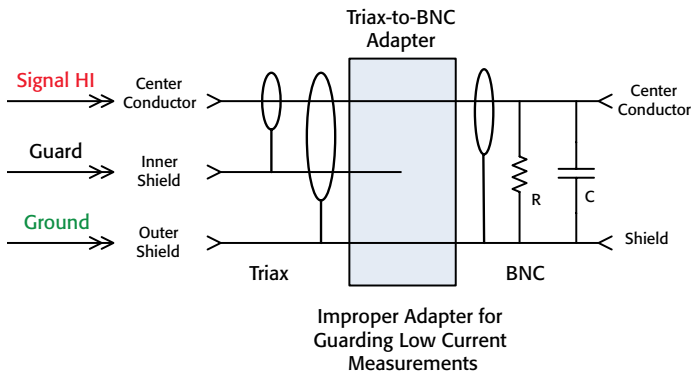 Triax-to-BNC
Adapter
Signal HI
Center
Conductor
Center
Conductor
Guard
Inner
Shield
R
C
Ground
Outer
Shield
Shield
Triax
BNC
Improper Adapter for
Guarding Low Current
Measurements